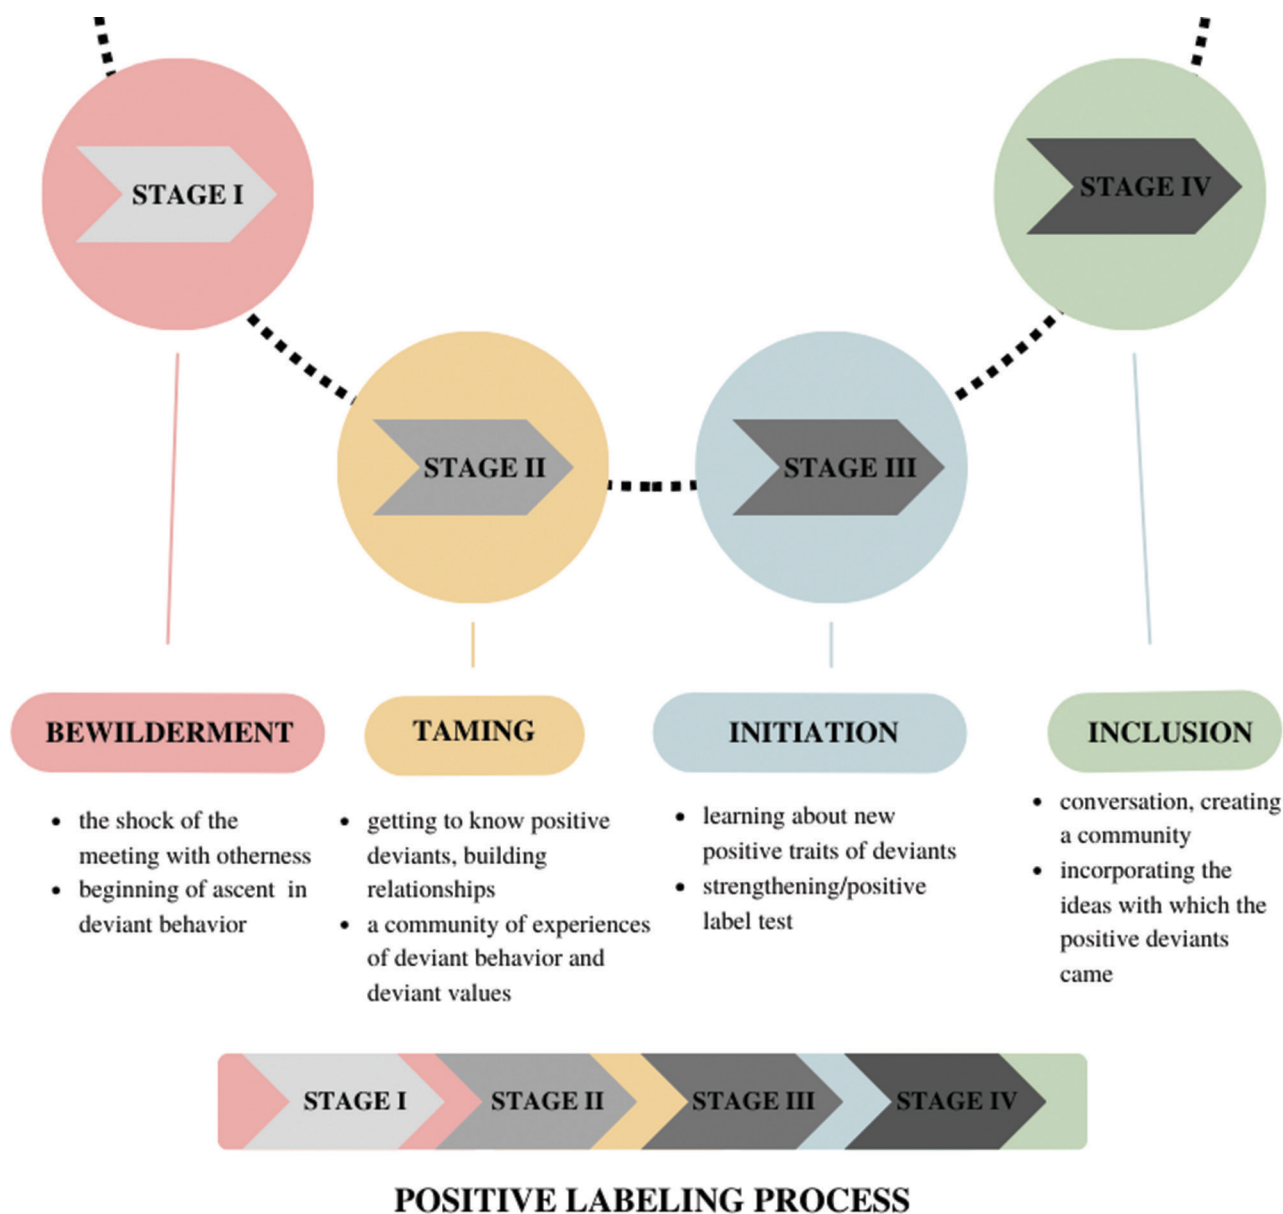 STAGE I
STAGE IV
STAGE II
STAGE III
BEWILDERMENT
• the shock of the
meeting with otherness
• beginning of ascent in
deviant behavior
TAMING
• getting to know positive
deviants, building
relationships
• a community of experiences
of deviant behavior and
deviant values
INITIATION
• learning about new
positive traits of deviants
• strengthening/positive
label test
INCLUSION
• conversation, creating
a community
• incorporating the
ideas with which the
positive deviants
came
STAGE I
STAGE II
STAGE III
STAGE IV
POSITIVE LABELING PROCESS